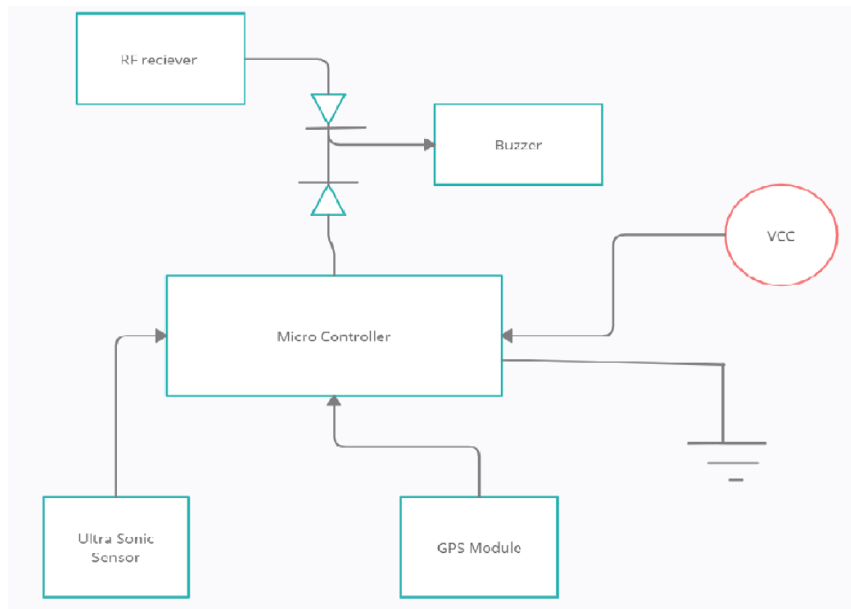 RF reciever
Buzzer
VCC
Micro Controller
Ultra Sonic
Sensor
GPS Module